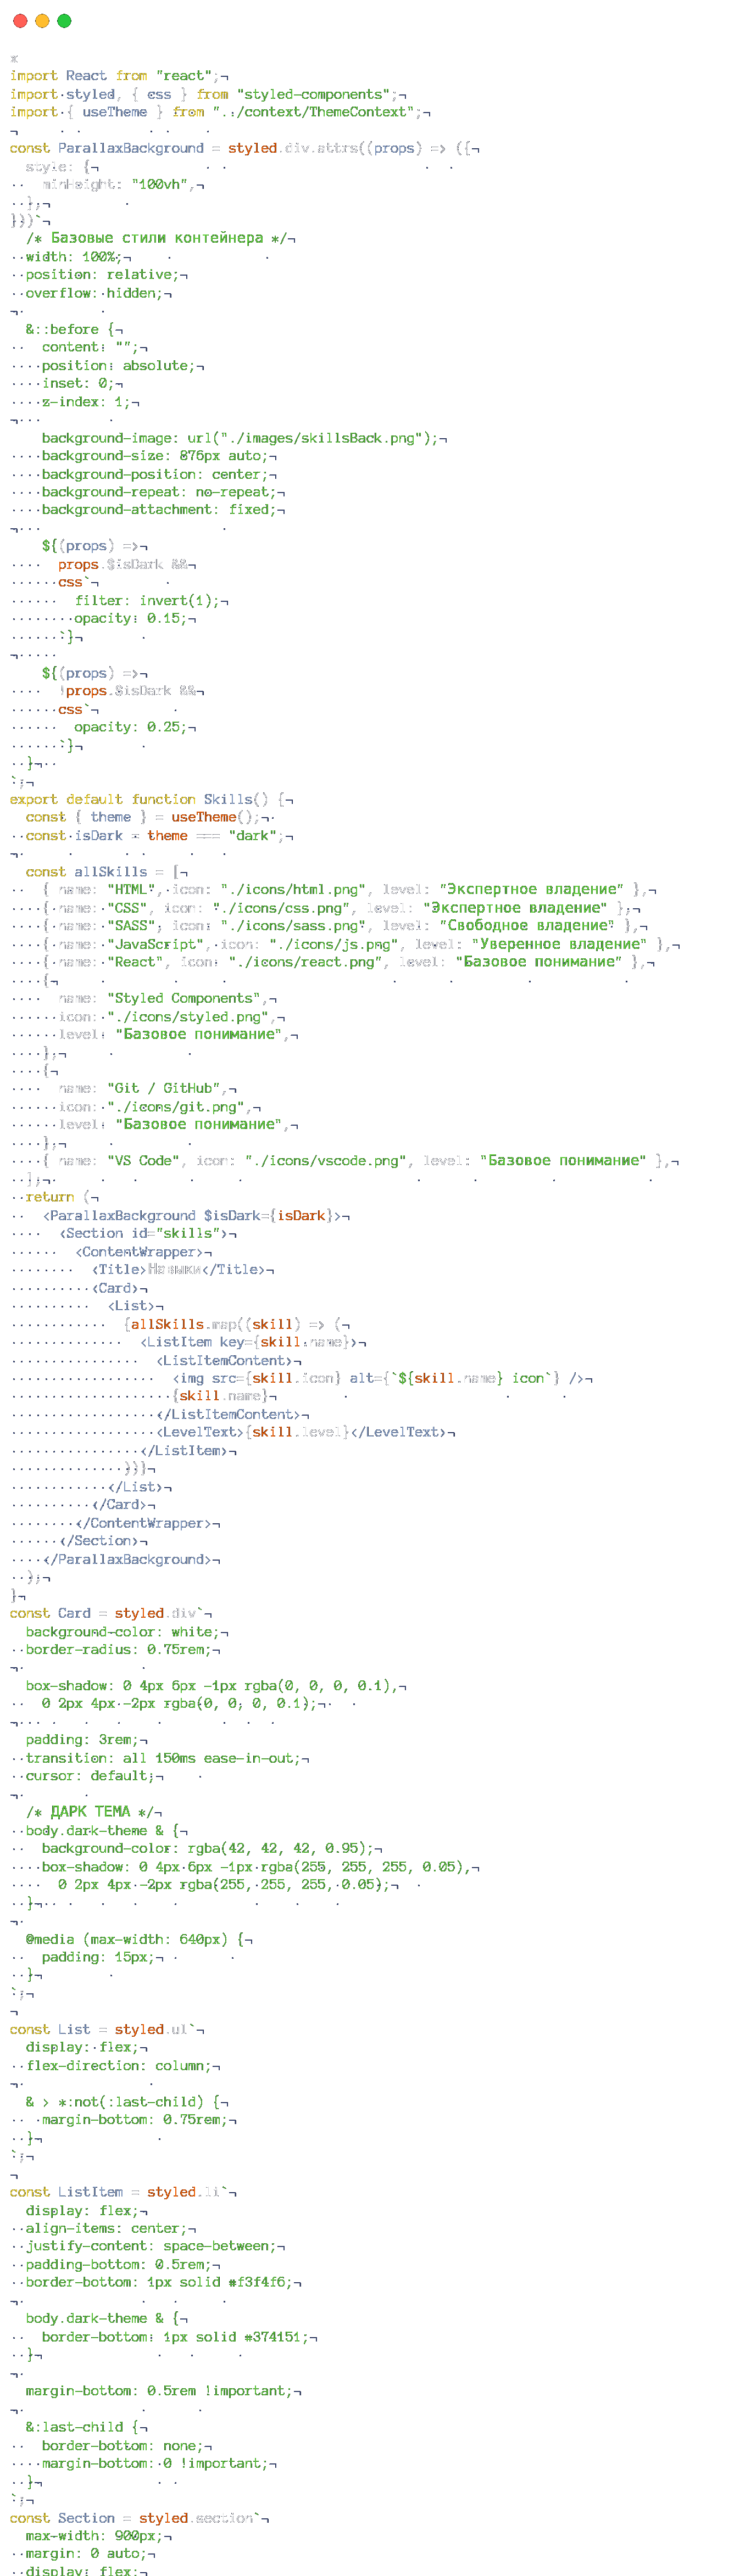 import React from "react";
import styled, { css } from "styled-components";
import { useTheme } from "../context/ThemeContext";
const ParallaxBackground = styled.div.attrs((props) => ({
  style: {
    minHeight: "100vh",
  },
}))`
  /* Базовые стили контейнера */
  width: 100%;
  position: relative;
  overflow: hidden;
  &::before {
    content: "";
    position: absolute;
    inset: 0;
    z-index: 1;
    background-image: url("./images/skillsBack.png");
    background-size: 875px auto;
    background-position: center;
    background-repeat: no-repeat;
    background-attachment: fixed;
    ${(props) =>
      props.$isDark &&
      css`
        filter: invert(1);
        opacity: 0.15;
      `}
    ${(props) =>
      !props.$isDark &&
      css`
        opacity: 0.25;
      `}
  }
`;
export default function Skills() {
  const { theme } = useTheme();
  const isDark = theme === "dark";
  const allSkills = [
    { name: "HTML", icon: "./icons/html.png", level: "Экспертное владение" },
    { name: "CSS", icon: "./icons/css.png", level: "Экспертное владение" },
    { name: "SASS", icon: "./icons/sass.png", level: "Свободное владение" },
    { name: "JavaScript", icon: "./icons/js.png", level: "Уверенное владение" },
    { name: "React", icon: "./icons/react.png", level: "Базовое понимание" },
    {
      name: "Styled Components",
      icon: "./icons/styled.png",
      level: "Базовое понимание",
    },
    {
      name: "Git / GitHub",
      icon: "./icons/git.png",
      level: "Базовое понимание",
    },
    { name: "VS Code", icon: "./icons/vscode.png", level: "Базовое понимание" },
  ];
  return (
    <ParallaxBackground $isDark={isDark}>
      <Section id="skills">
        <ContentWrapper>
          <Title>Навыки</Title>
          <Card>
            <List>
              {allSkills.map((skill) => (
                <ListItem key={skill.name}>
                  <ListItemContent>
                    <img src={skill.icon} alt={`${skill.name} icon`} />
                    {skill.name}
                  </ListItemContent>
                  <LevelText>{skill.level}</LevelText>
                </ListItem>
              ))}
            </List>
          </Card>
        </ContentWrapper>
      </Section>
    </ParallaxBackground>
  );
}
const Card = styled.div`
  background-color: white;
  border-radius: 0.75rem;
  box-shadow: 0 4px 6px -1px rgba(0, 0, 0, 0.1),
    0 2px 4px -2px rgba(0, 0, 0, 0.1);
  padding: 3rem;
  transition: all 150ms ease-in-out;
  cursor: default;
  /* ДАРК ТЕМА */
  body.dark-theme & {
    background-color: rgba(42, 42, 42, 0.95);
    box-shadow: 0 4px 6px -1px rgba(255, 255, 255, 0.05),
      0 2px 4px -2px rgba(255, 255, 255, 0.05);
  }
  @media (max-width: 640px) {
    padding: 15px;
  }
`;
const List = styled.ul`
  display: flex;
  flex-direction: column;
  & > *:not(:last-child) {
    margin-bottom: 0.75rem;
  }
`;
const ListItem = styled.li`
  display: flex;
  align-items: center;
  justify-content: space-between;
  padding-bottom: 0.5rem;
  border-bottom: 1px solid #f3f4f6;
  body.dark-theme & {
    border-bottom: 1px solid #374151;
  }
  margin-bottom: 0.5rem !important;
  &:last-child {
    border-bottom: none;
    margin-bottom: 0 !important;
  }
`;
const Section = styled.section`
  max-width: 900px;
  margin: 0 auto;
  display: flex;